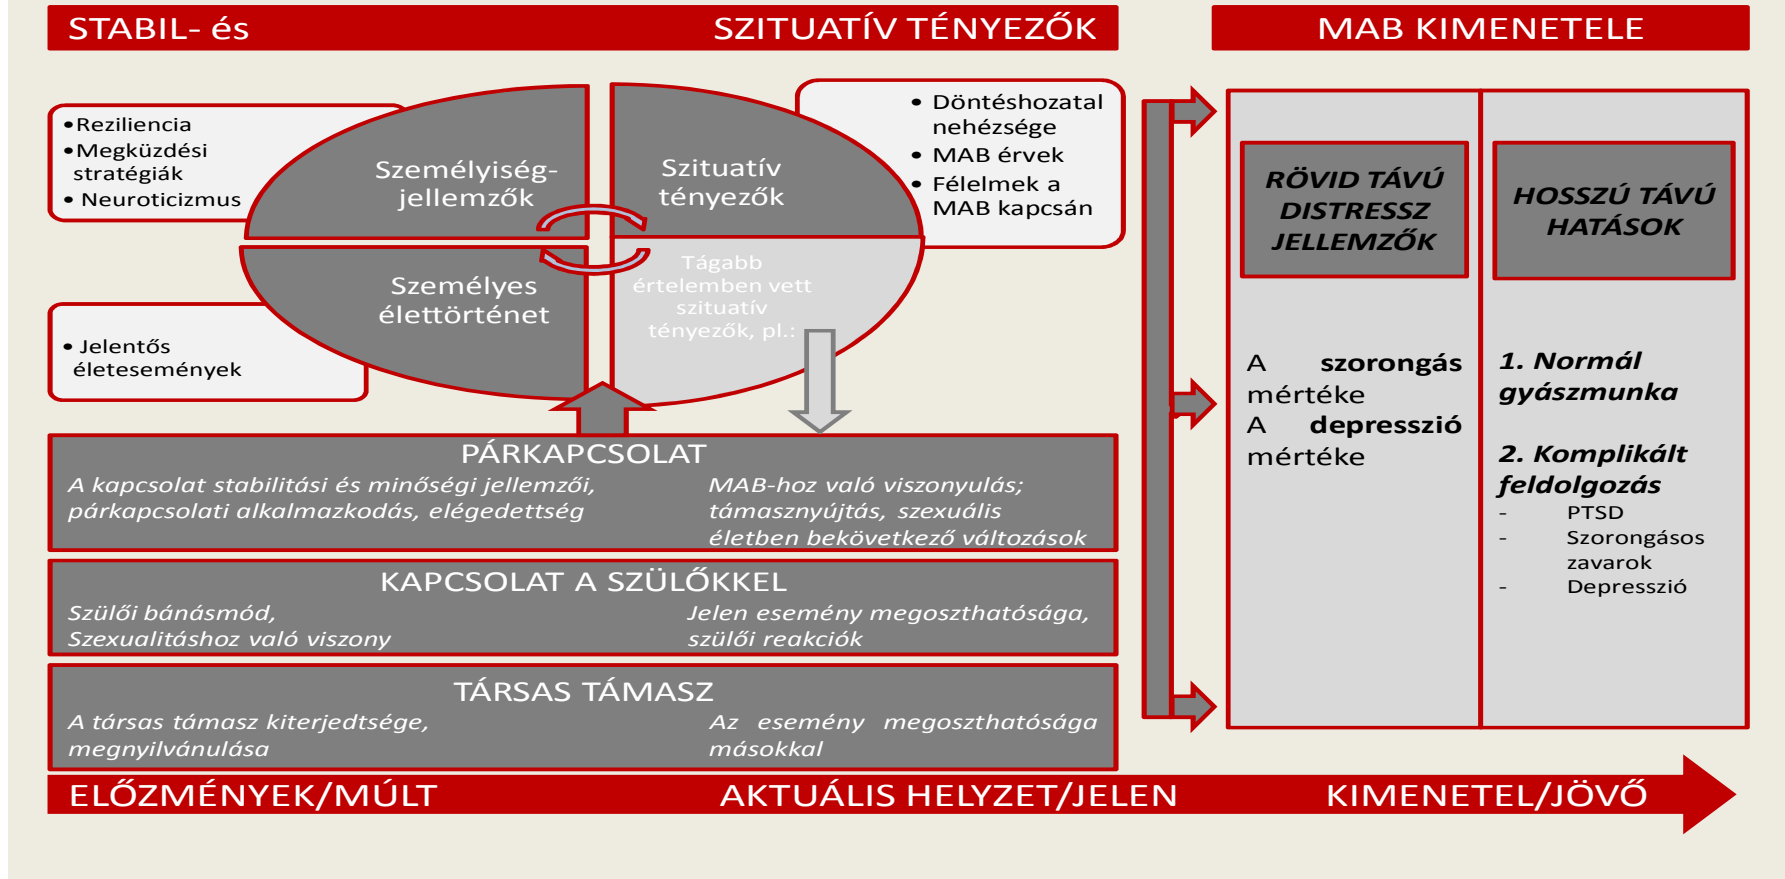 STABIL- és SZITUATÍV TÉNYEZŐK
MAB KIMENETELE
•Reziliencia
•Megküzdési
stratégiák
• Neuroticizmus
Személyiség-
jellemzők
Szituatív
tényezők
• Döntéshozatal
nehézsége
• MAB érvek
• Félelmek a
MAB kapcsán
• Jelentős
életesemények
Személyes
élettörténet
Tágabb
értelemben vett
szituatív
tényezők, pl.:
PÁRKAPCSOLAT
A kapcsolat stabilitási és minőségi jellemzői,
párkapcsolati alkalmazkodás, elégedettség
MAB-hoz való viszonyulás;
támasznyújtás, szexuális
életben bekövetkező változások
KAPCSOLAT A SZÜLŐKKEL
Szülői bánásmód,
Szexualitáshoz való viszony
Jelen esemény megoszthatósága,
szülői reakciók
TÁRSAS TÁMASZ
A társas támasz kiterjedtsége,
megnyilvánulása
Az esemény megoszthatósága
másokkal
RÖVID TÁVÚ
DISTRESSZ
JELLEMZŐK
A szorongás
mértéke
A depresszió
mértéke
HOSSZÚ TÁVÚ
HATÁSOK
1. Normál
gyászmunka
2. Komplikált
feldolgozás
- PTSD
- Szorongásos
zavarok
- Depresszió
ELŐZMÉNYEK/MÚLT AKTUÁLIS HELYZET/JELEN KIMENETEL/JÖVŐ